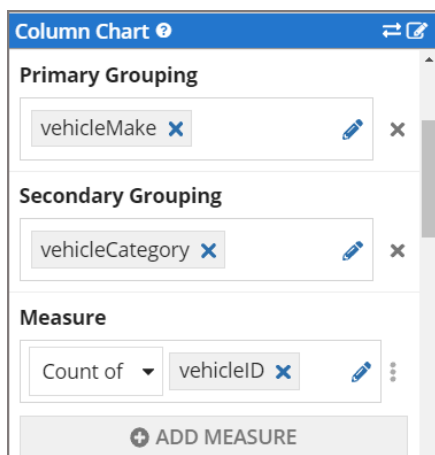 Column Chart
Primary Grouping
vehicleMake
Secondary Grouping
vehicleCategory
Measure
Count of vehicleID
ADD MEASURE